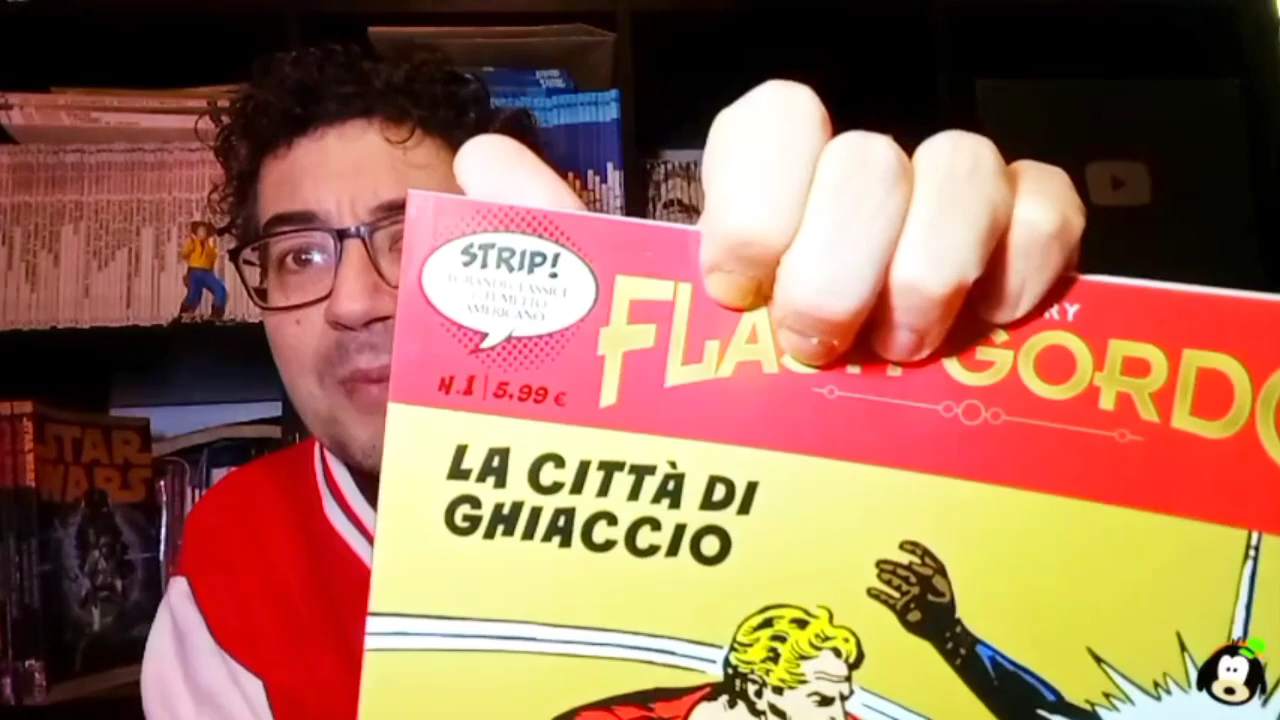 STRIP!
I GRANDI CLASSICI
DEL FUMETTO
AMERICANO
N.1 | 5,99 €
FLASH GORDO
LA CITTÀ DI
GHIACCIO
STAR
WARS